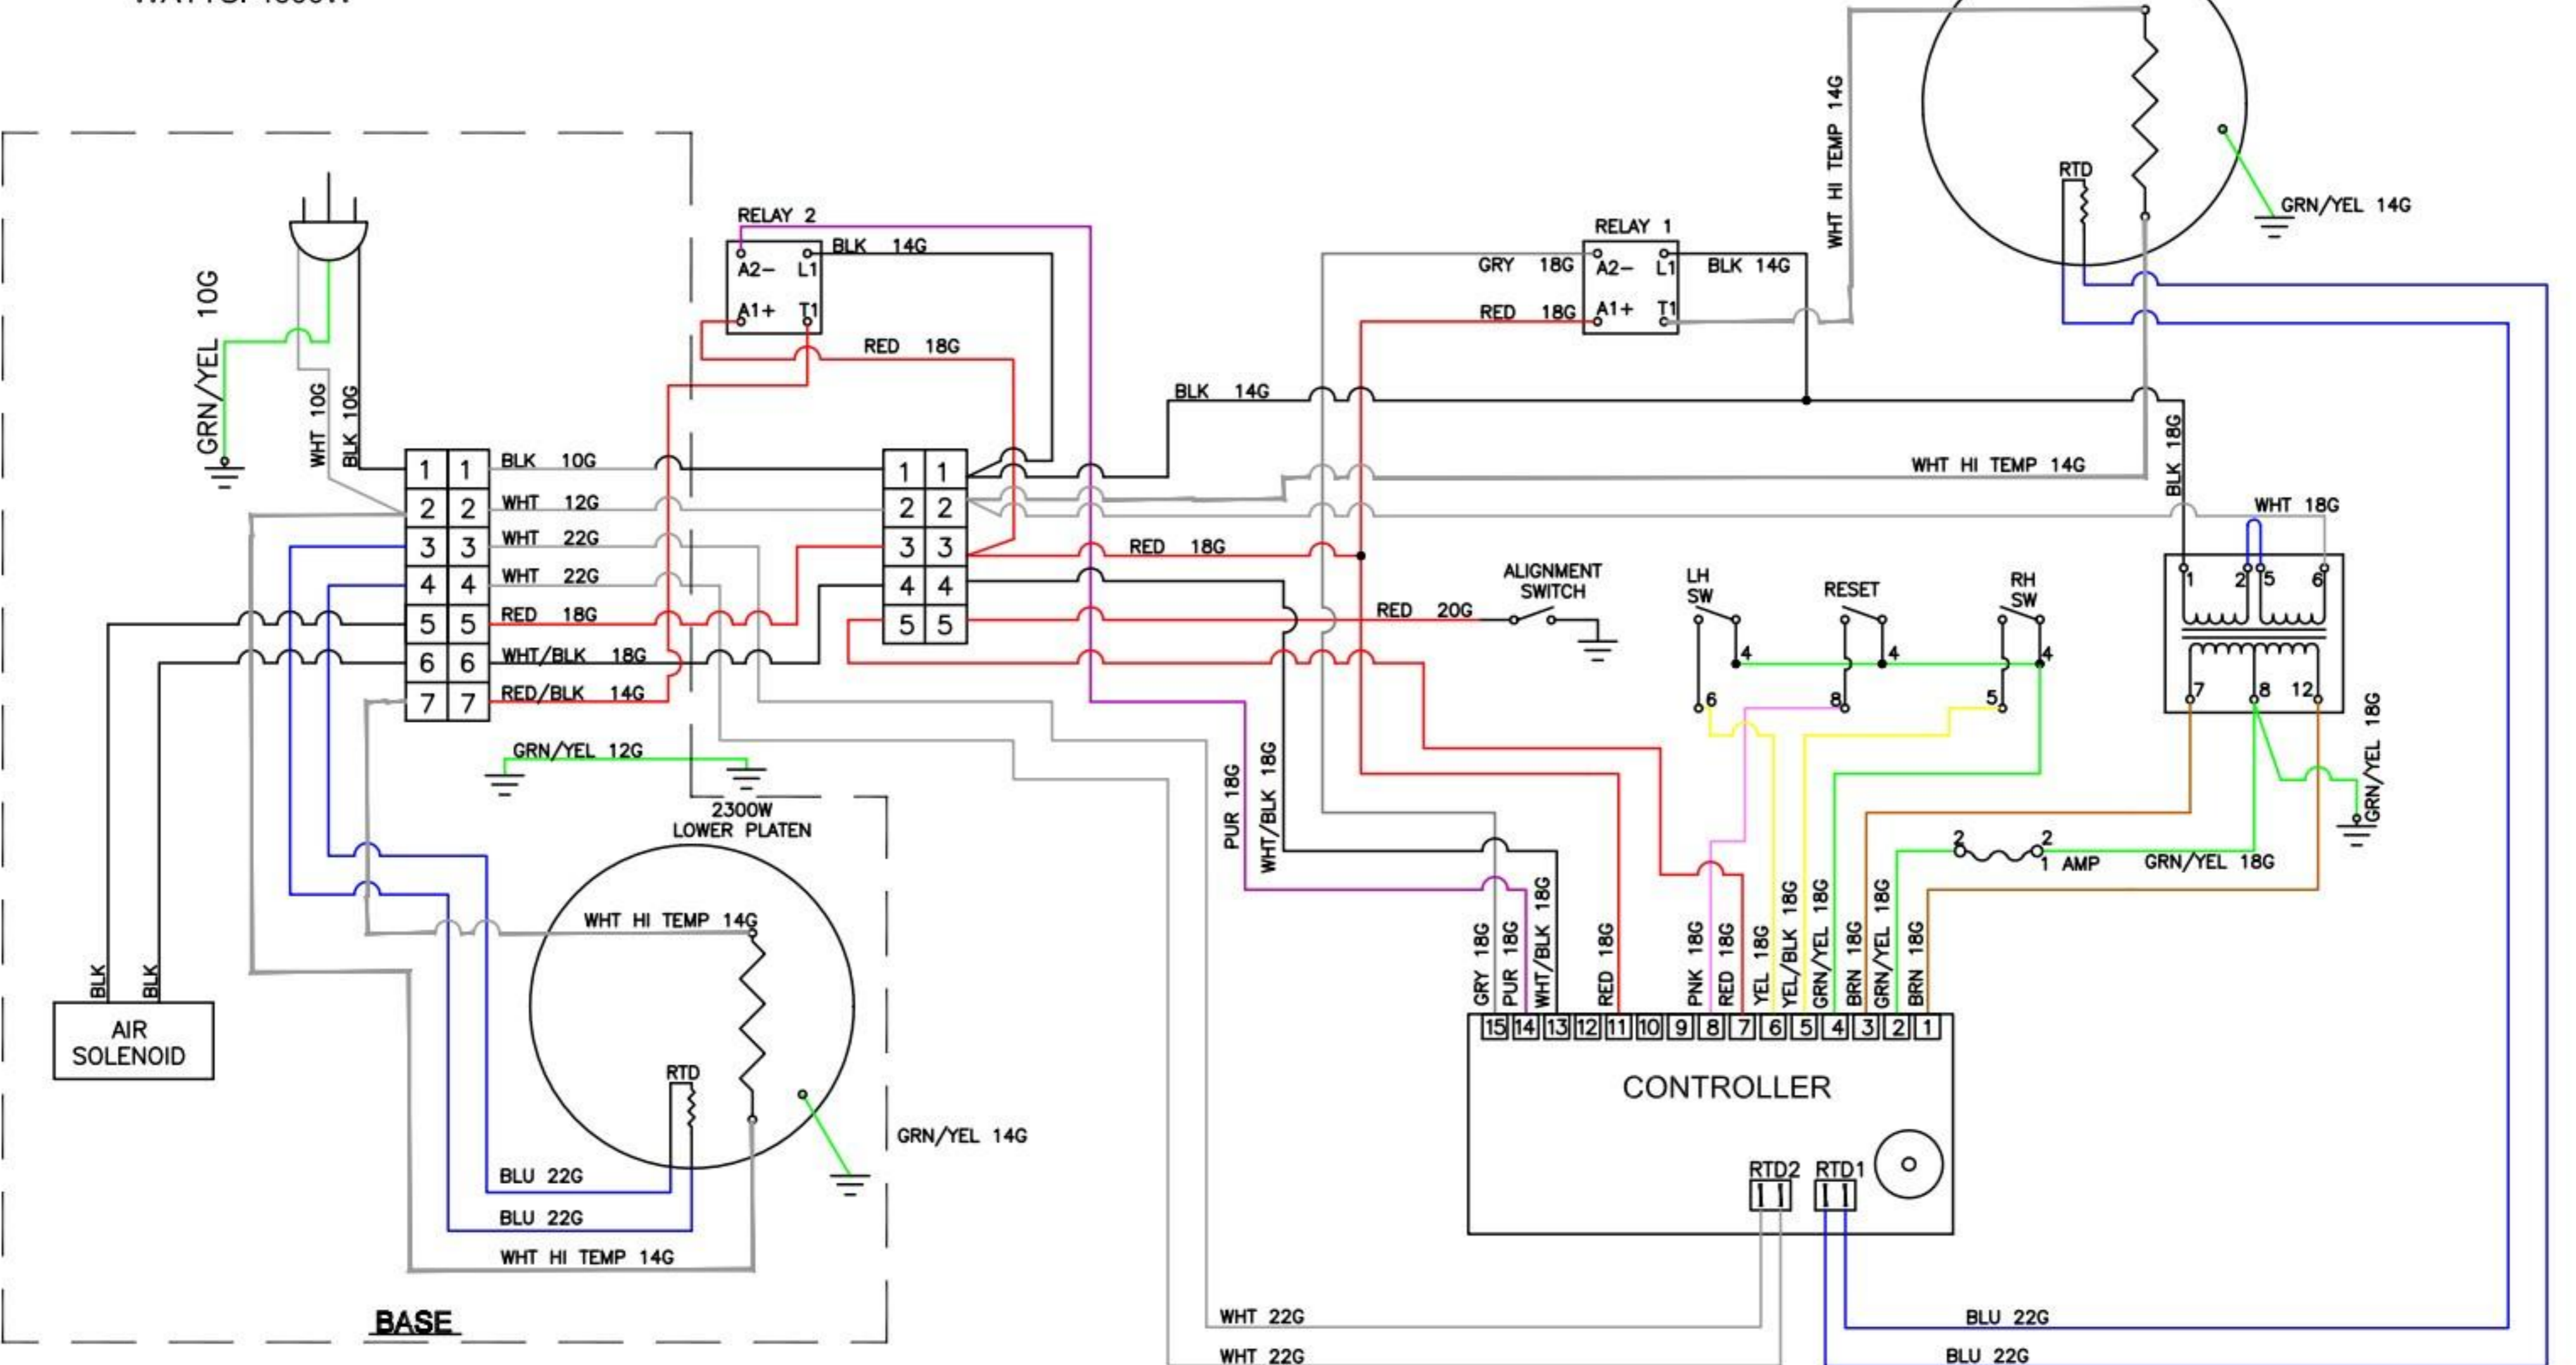 WHT HI TEMP 14G
RTD
GRN/YEL 14G
RELAY 2
A2- L1
A1+ T1
BLK 14G
RED 18G
RELAY 1
A2- L1
A1+ T1
GRY 18G
RED 18G
BLK 14G
GRN/YEL 10G
WHT 10G
BLK 10G
BLK 14G
WHT HI TEMP 14G
BLK 18G
WHT 18G
1 1 BLK 10G
2 2 WHT 12G
3 3 WHT 22G
4 4 WHT 22G
5 5 RED 18G
6 6 WHT/BLK 18G
7 7 RED/BLK 14G
1 1
2 2
3 3
4 4
5 5
RED 18G
RED 20G
ALIGNMENT
SWITCH
LH
SW
4
6
RESET
4
8
RH
SW
4
5
1 2 5 6
7 8 12
GRN/YEL 18G
GRN/YEL 12G
2300W
LOWER PLATEN
PUR 18G
WHT/BLK 18G
2 2
1 AMP
GRN/YEL 18G
WHT HI TEMP 14G
RTD
GRN/YEL 14G
BLU 22G
BLU 22G
WHT HI TEMP 14G
BLK
BLK
AIR
SOLENOID
BASE
GRY 18G
PUR 18G
WHT/BLK 18G
RED 18G
PNK 18G
RED 18G
YEL 18G
YEL/BLK 18G
GRN/YEL 18G
BRN 18G
GRN/YEL 18G
BRN 18G
15 14 13 12 11 10 9 8 7 6 5 4 3 2 1
CONTROLLER
RTD2 RTD1
WHT 22G
BLU 22G
WHT 22G
BLU 22G